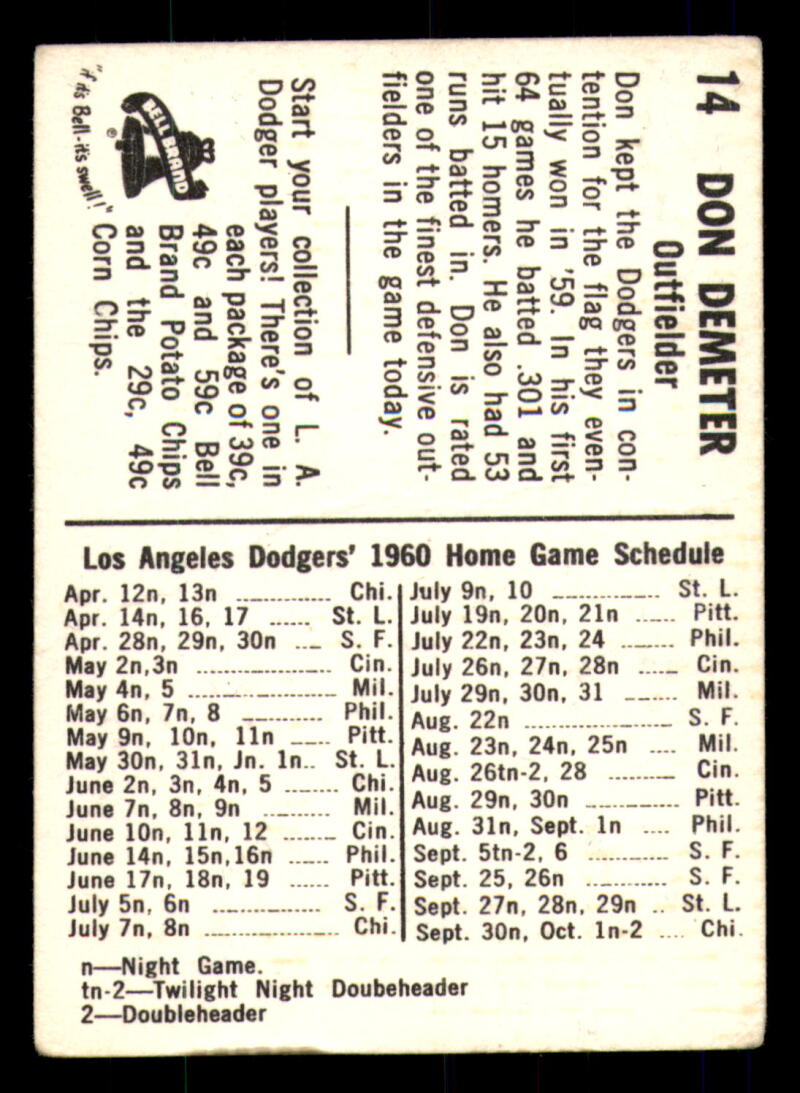 14 DON DEMETER
Outfielder
Don kept the Dodgers in con-
tention for the flag they even-
tually won in '59. In his first
64 games he batted .301 and
hit 15 homers. He also had 53
runs batted in. Don is rated
one of the finest defensive out-
fielders in the game today.
Start your collection of L. A.
Dodger players! There's one in
each package of 39c,
49c and 59c Bell
Brand Potato Chips
and the 29c, 49c
Corn Chips.
BELL BRAND
®
"if it's Bell-it's swell!"
Los Angeles Dodgers' 1960 Home Game Schedule
Apr. 12n, 13n ............ Chi.
Apr. 14n, 16, 17 ...... St. L.
Apr. 28n, 29n, 30n .... S. F.
May 2n,3n ............ Cin.
May 4n, 5 ............ Mil.
May 6n, 7n, 8 .......... Phil.
May 9n, 10n, 11n ..... Pitt.
May 30n, 31n, Jn. 1n.. St. L.
June 2n, 3n, 4n, 5 ....... Chi.
June 7n, 8n, 9n ......... Mil.
June 10n, 11n, 12 ....... Cin.
June 14n, 15n,16n ...... Phil.
June 17n, 18n, 19 ...... Pitt.
July 5n, 6n ............ S. F.
July 7n, 8n ............ Chi.
July 9n, 10 ............ St. L.
July 19n, 20n, 21n ...... Pitt.
July 22n, 23n, 24 ....... Phil.
July 26n, 27n, 28n ..... Cin.
July 29n, 30n, 31 ...... Mil.
Aug. 22n ............ S. F.
Aug. 23n, 24n, 25n .... Mil.
Aug. 26tn-2, 28 ......... Cin.
Aug. 29n, 30n ............ Pitt.
Aug. 31n, Sept. 1n .... Phil.
Sept. 5tn-2, 6 ........... S. F.
Sept. 25, 26n ........... S. F.
Sept. 27n, 28n, 29n .. St. L.
Sept. 30n, Oct. 1n-2 .... Chi.
n—Night Game.
tn-2—Twilight Night Doubeheader
2—Doubleheader